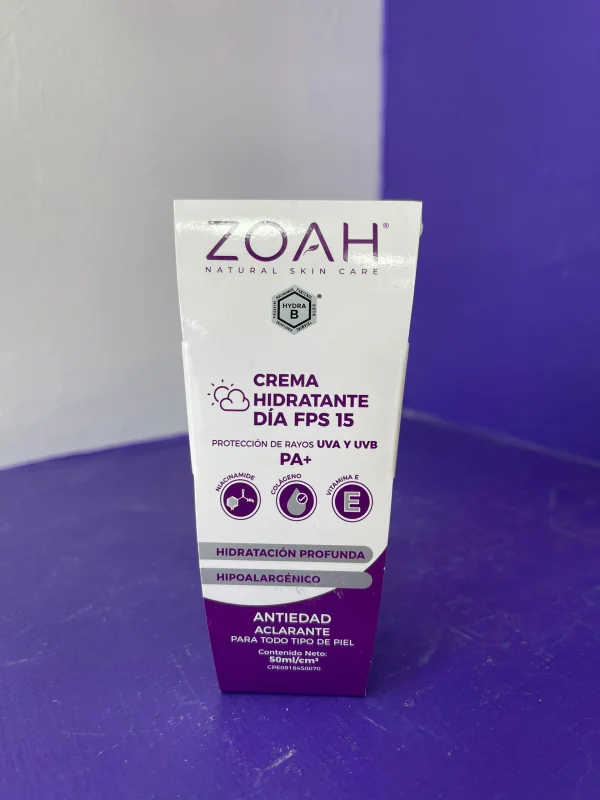 ZOAH®
NATURAL SKIN CARE
HYDRA
B
®
CREMA
HIDRATANTE
DÍA FPS 15
PROTECCIÓN DE RAYOS UVA Y UVB
PA+
NIACINAMIDE
COLÁGENO
VITAMINA E
E
HIDRATACIÓN PROFUNDA
HIPOALARGÉNICO
ANTIEDAD
ACLARANTE
PARA TODO TIPO DE PIEL
Contenido Neto:
50ml/cm³
CPE0918450070